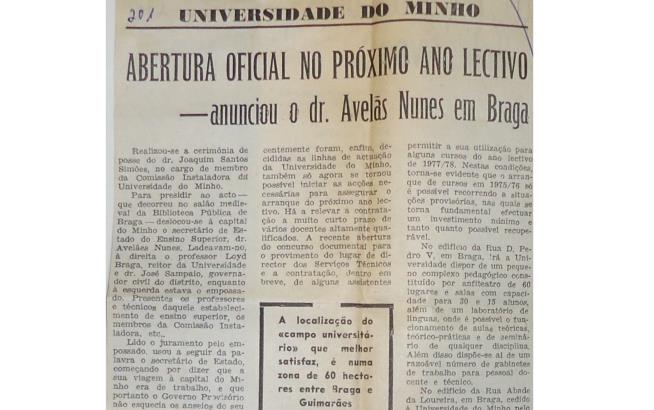 201
UNIVERSIDADE DO MINHO
ABERTURA OFICIAL NO PRÓXIMO ANO LECTIVO
—anunciou o dr. Avelãs Nunes em Braga
Realizou-se a cerimónia de
posse do dr. Joaquim Santos
Simões, no cargo de membro
da Comissão Instaladora da
Universidade do Minho.
Para presidir ao acto—
que decorreu no salão medie-
val da Biblioteca Pública de
Braga — deslocou-se à capital
do Minho o secretário de Estado
do Ensino Superior, dr.
Avelães Nunes. Ladeavam-no,
à direita o professor Loyd
Braga, reitor da Universidade
e dr. José Sampaio, governa-
dor civil do distrito, enquanto
à esquerda estava o empossa-
do. Presentes os professores
e técnicos daquele estabeleci-
mento de ensino superior, os
membros da Comissão Insta-
ladora, etc..
Lido o juramento pelo em-
possado, usou a seguir da pa-
lavra o secretário de Estado,
começando por dizer que a
sua viagem à capital do Mi-
nho era de trabalho, e que
portanto o Governo Provisório
não esquecia os anseios do seu
centemente foram, enfim, de-
cididas as linhas de actuação
da Universidade do Minho,
também só agora se tornou
possível iniciar as acções ne-
cessárias para assegurar o
arranque do próximo ano lec-
tivo. Há a relevar a contrata-
ção a muito curto prazo de
vários docentes altamente qua-
lificados. A recente abertura
do concurso documental para
o provimento do lugar de di-
rector dos Serviços Técnicos
e a contratação, dentro em
breve, de alguns assistentes
A localização do
«campo universitá-
rio» que melhor
satisfaz, é numa
zona de 60 hecta-
res entre Braga e
Guimarães
permitir a sua utilização para
alguns cursos do ano lectivo
de 1977/78. Nestas condições,
torna-se evidente que o arran-
que de cursos em 1975/76 só
é possível recorrendo a situa-
ções provisórias, nas quais se
torna fundamental efectuar
um investimento mínimo e
tanto quanto possível recupe-
rável.
No edifício da Rua D. Pe-
dro V, em Braga, irá a Uni-
versidade dispor de um peque-
no complexo pedagógico cons-
tituído por anfiteatro de 60
lugares e salas com capaci-
dade para 30 e 15 alunos,
além de um laboratório de
línguas, onde é possível o fun-
cionamento de aulas teóricas,
teórico-práticas e de seminá-
rio de qualquer disciplina.
Além disso dispõe-se aí de um
razoável número de gabinetes
de trabalho para pessoal do-
cente e técnico.
No edifício da Rua Abade
da Loureira, em Braga, cedido
à Universidade do Minho pelo